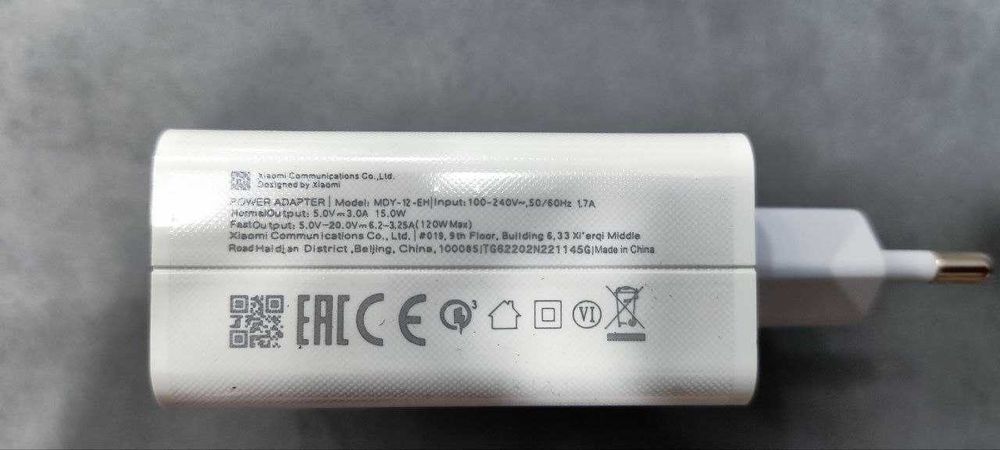 Xiaomi Communications Co.,Ltd.
Designed by Xiaomi
POWER ADAPTER | Model: MDY-12-EH|Input: 100-240V~,50/60Hz 1.7A
NormalOutput: 5.0V⎓3.0A 15.0W
FastOutput: 5.0V-20.0V⎓6.2-3.25A(120W Max)
Xiaomi Communications Co., Ltd. | #019, 9th Floor, Building 6,33 Xi'erqi Middle
Road Haidian District ,Beijing, China, 100085|TG62202N221145G|Made in China
EAC CE 3 VI